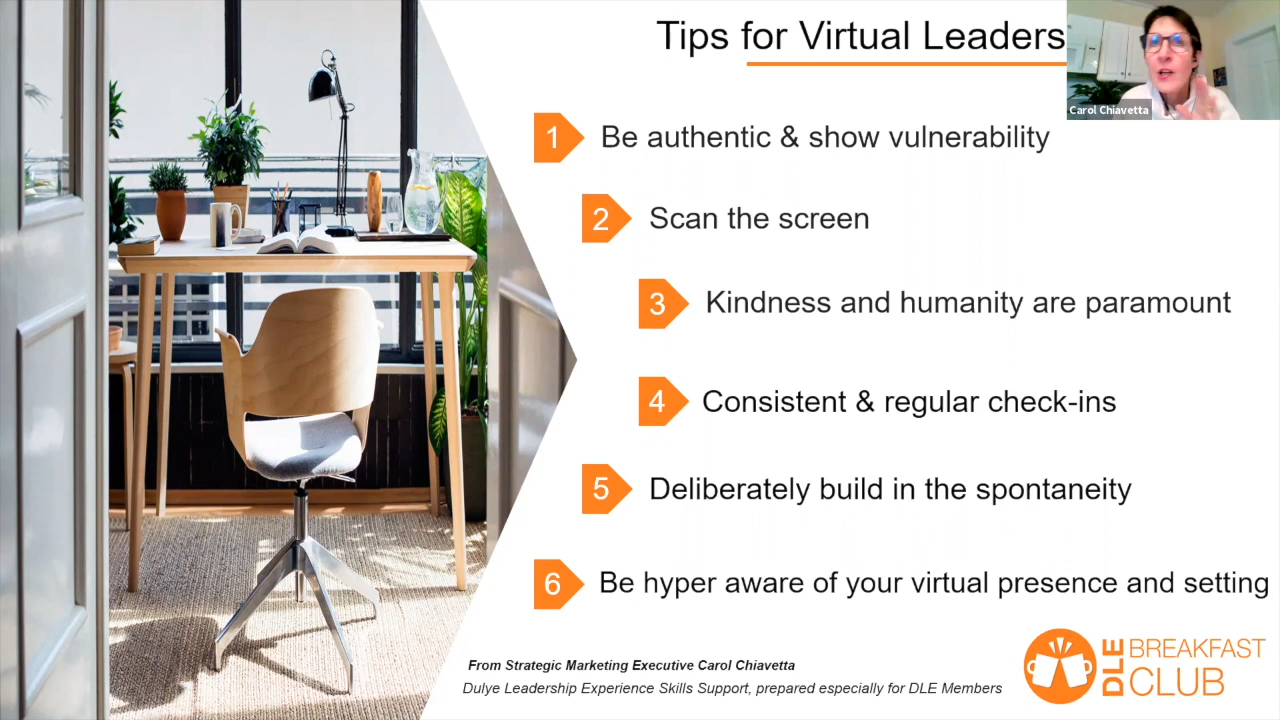 Tips for Virtual Leaders
Carol Chiavetta
1 Be authentic & show vulnerability
2 Scan the screen
3 Kindness and humanity are paramount
4 Consistent & regular check-ins
5 Deliberately build in the spontaneity
6 Be hyper aware of your virtual presence and setting
From Strategic Marketing Executive Carol Chiavetta
Dulye Leadership Experience Skills Support, prepared especially for DLE Members
DLE
BREAKFAST
CLUB